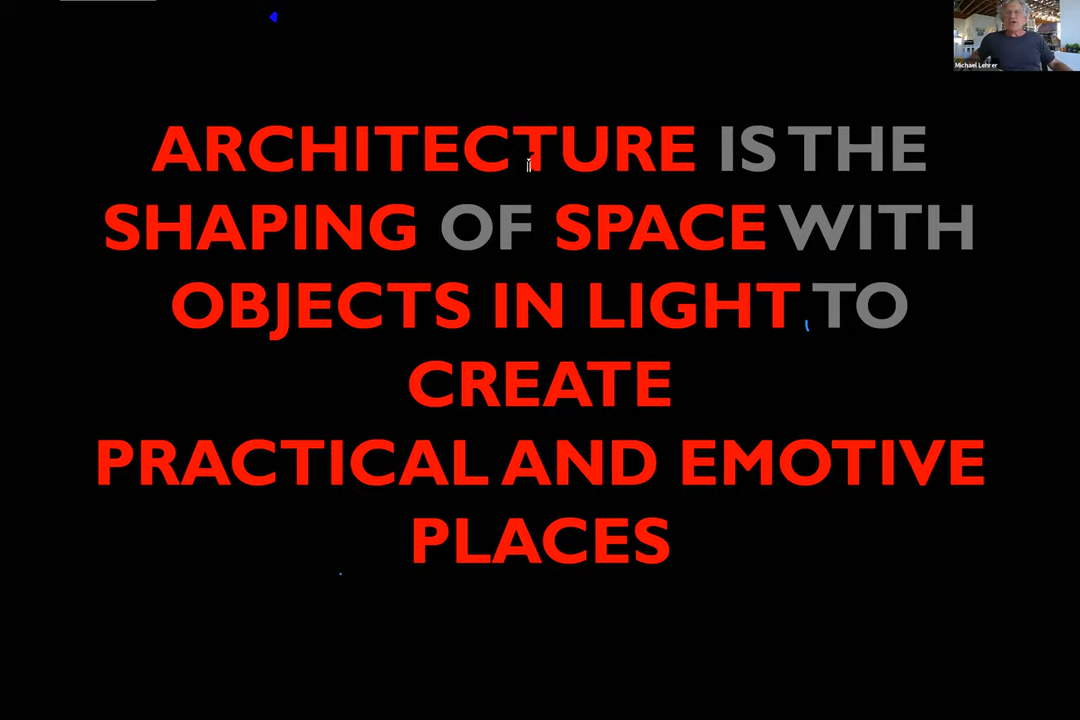 Michael Lehrer
ARCHITECTURE IS THE
SHAPING OF SPACE WITH
OBJECTS IN LIGHT TO
CREATE
PRACTICAL AND EMOTIVE
PLACES